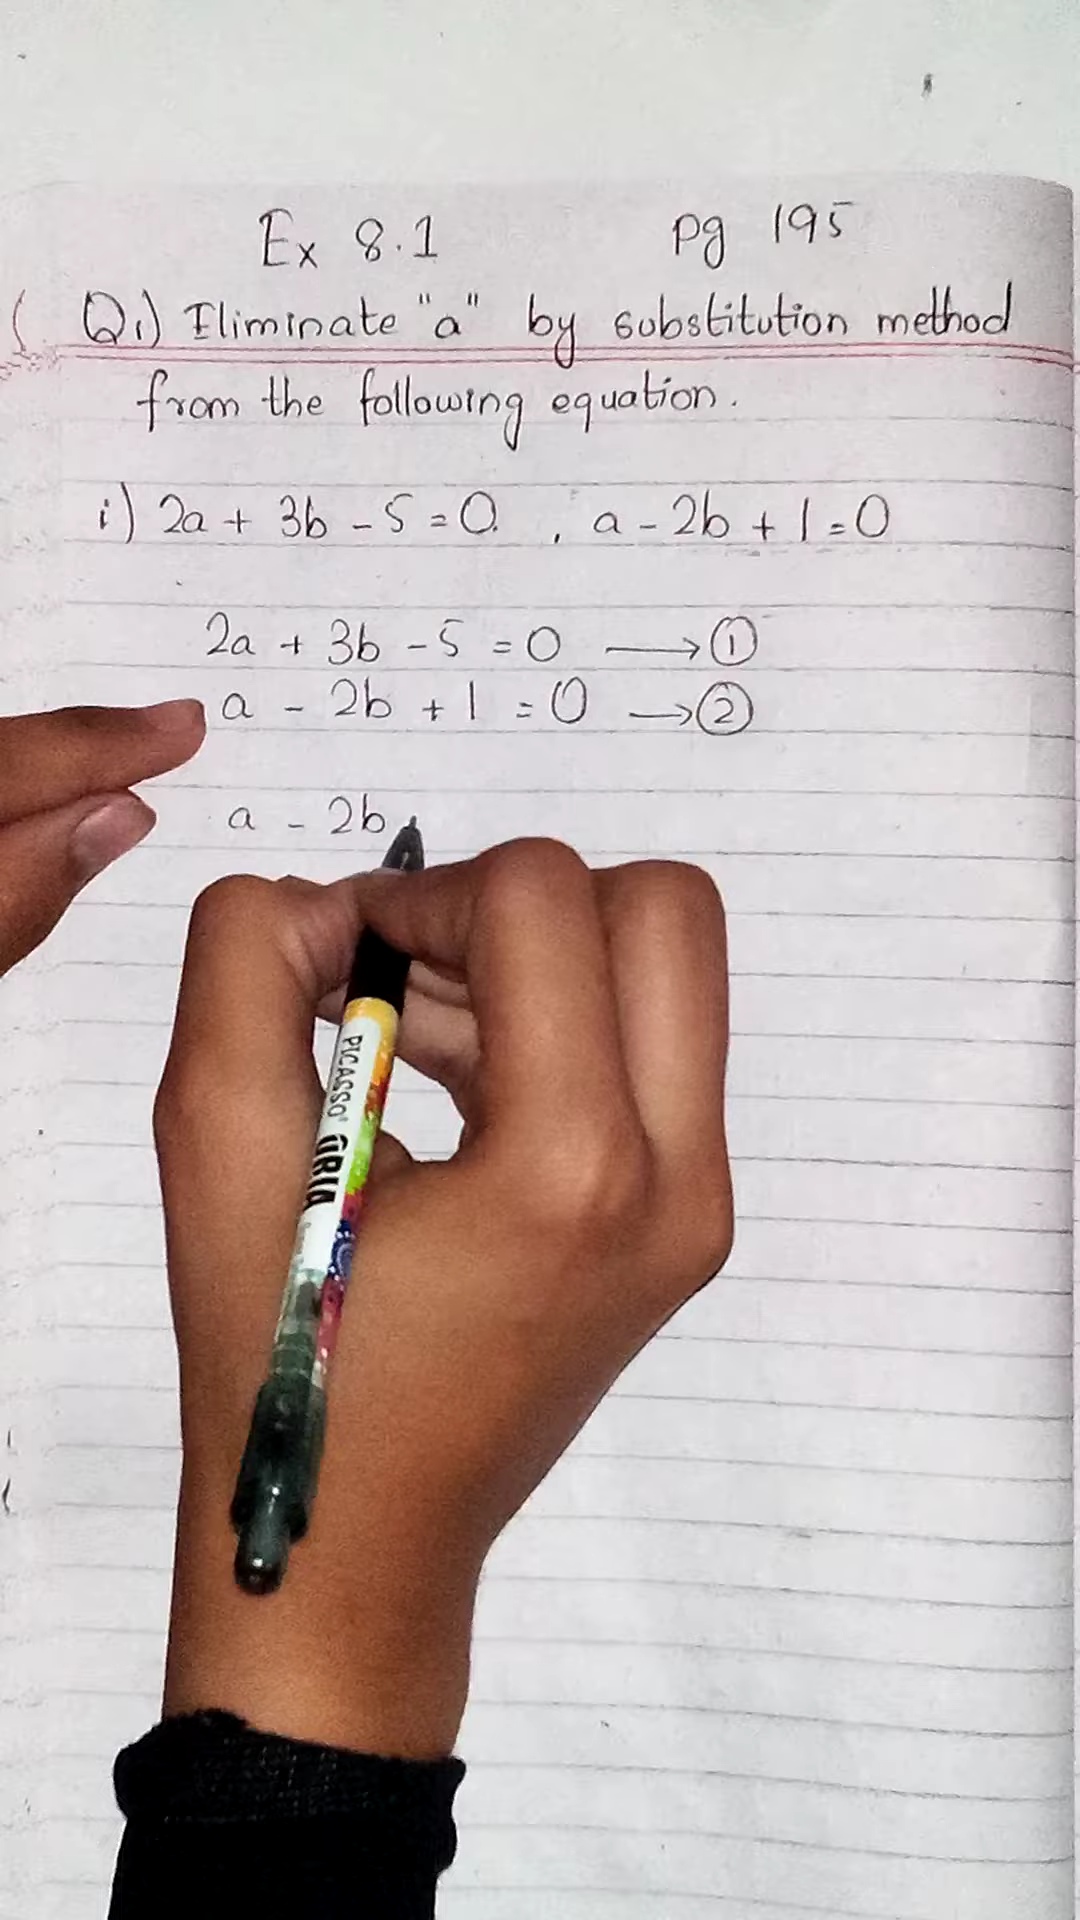 Ex 8.1 pg 195
Q1) Eliminate "a" by substitution method
from the following equation.
i) 2a + 3b - 5 = 0 , a - 2b + 1 = 0
2a + 3b - 5 = 0 ⟶ ①
a - 2b + 1 = 0 ⟶ ②
a - 2b
PICASSO